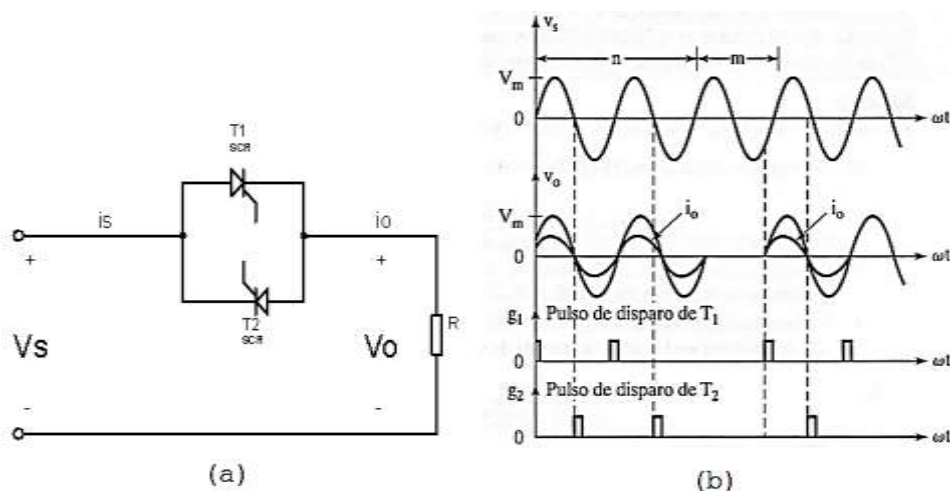 T1
SCR
is
io
+
+
T2
SCR
R
Vs
Vo
-
-
(a)
vs
n
m
Vm
0
ωt
vo
io
io
Vm
0
ωt
g1
Pulso de disparo de T1
0
ωt
g2
Pulso de disparo de T2
0
ωt
(b)